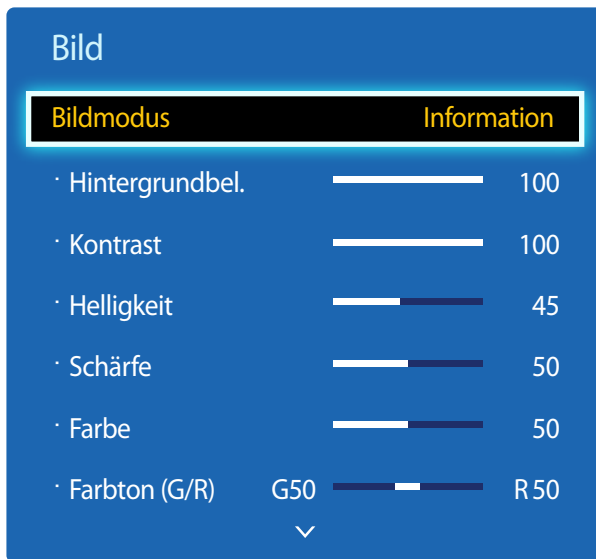 Bild
Bildmodus Information
· Hintergrundbel. 100
· Kontrast 100
· Helligkeit 45
· Schärfe 50
· Farbe 50
· Farbton (G/R) G50 R50